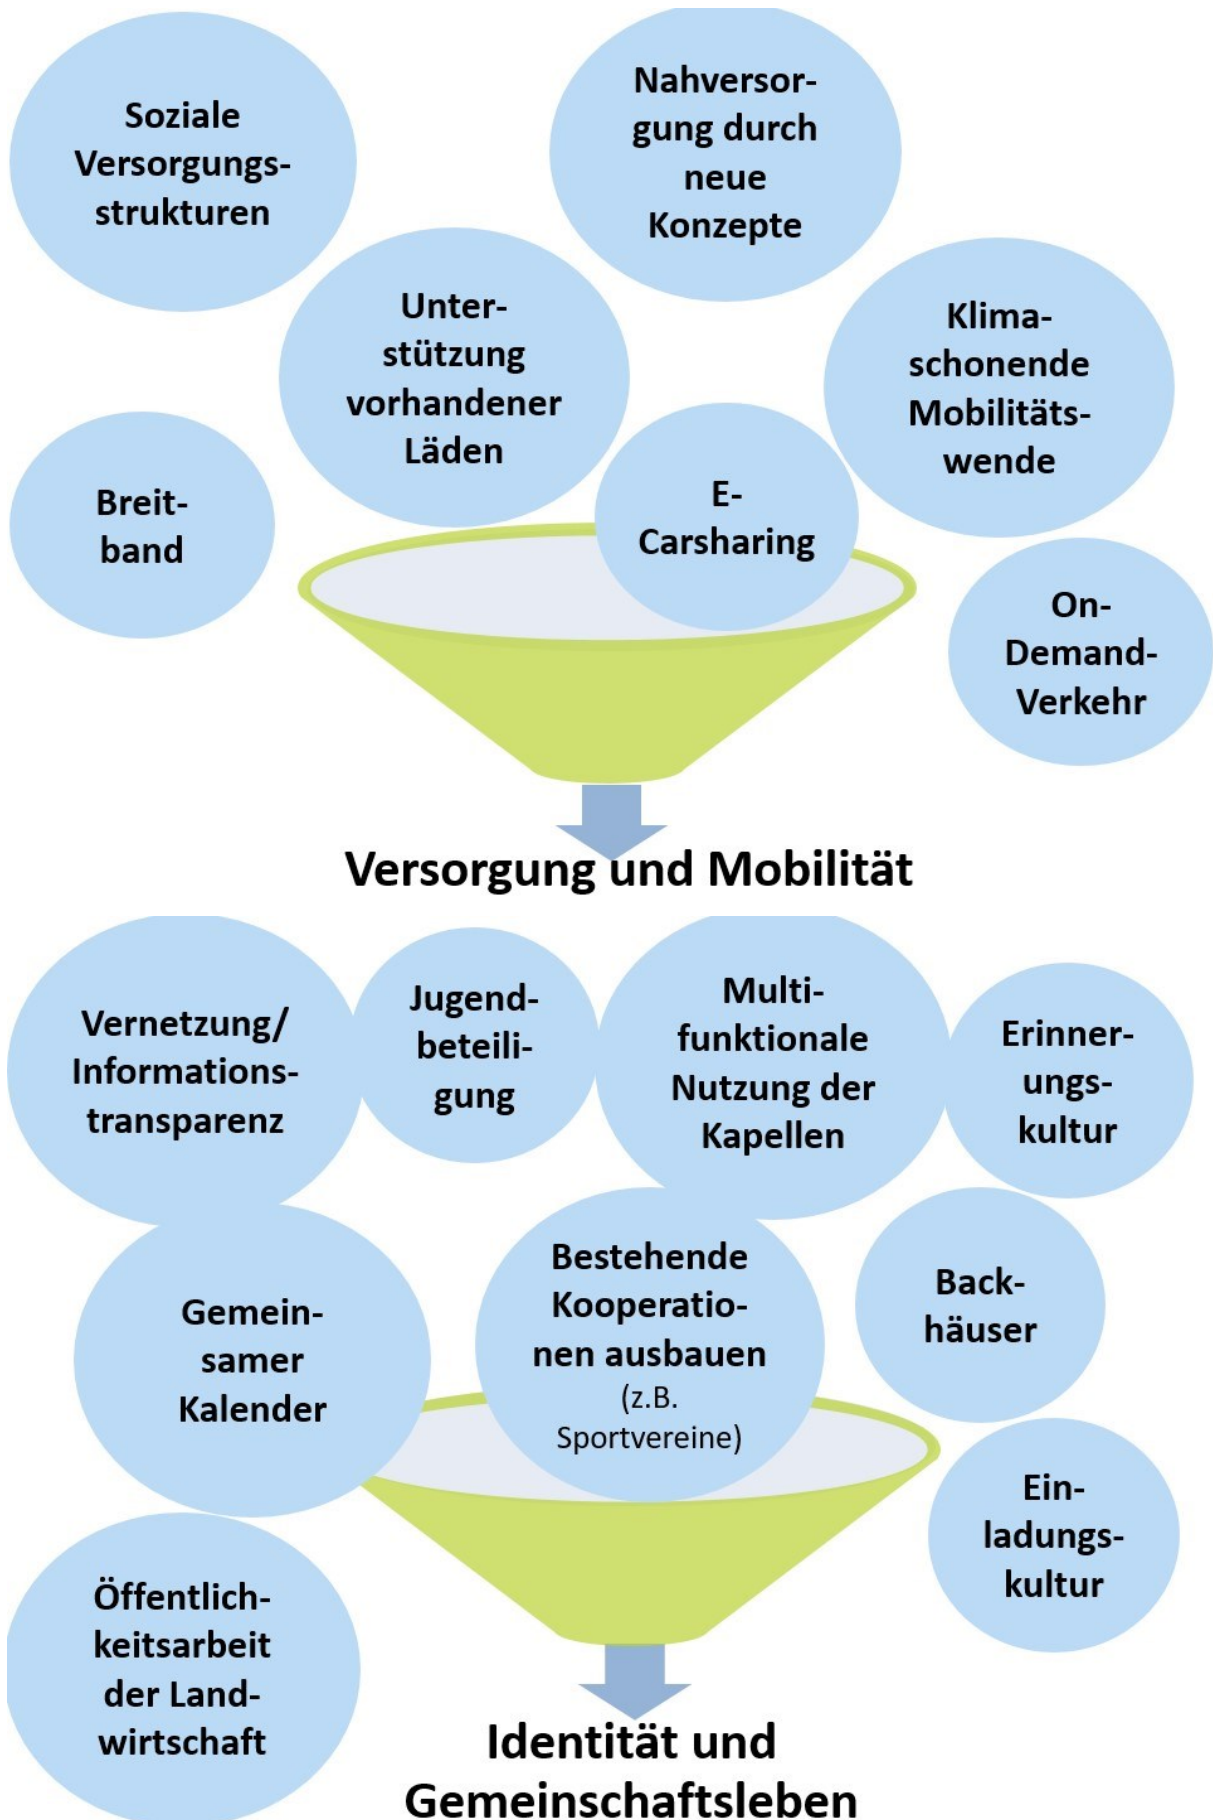 Soziale
Versorgungs-
strukturen
Nahversor-
gung durch
neue
Konzepte
Unter-
stützung
vorhandener
Läden
Klima-
schonende
Mobilitäts-
wende
Breit-
band
E-
Carsharing
On-
Demand-
Verkehr
Versorgung und Mobilität
Vernetzung/
Informations-
transparenz
Jugend-
beteili-
gung
Multi-
funktionale
Nutzung der
Kapellen
Erinner-
ungs-
kultur
Gemein-
samer
Kalender
Bestehende
Kooperatio-
nen ausbauen
(z.B.
Sportvereine)
Back-
häuser
Ein-
ladungs-
kultur
Öffentlich-
keitsarbeit
der Land-
wirtschaft
Identität und
Gemeinschaftsleben